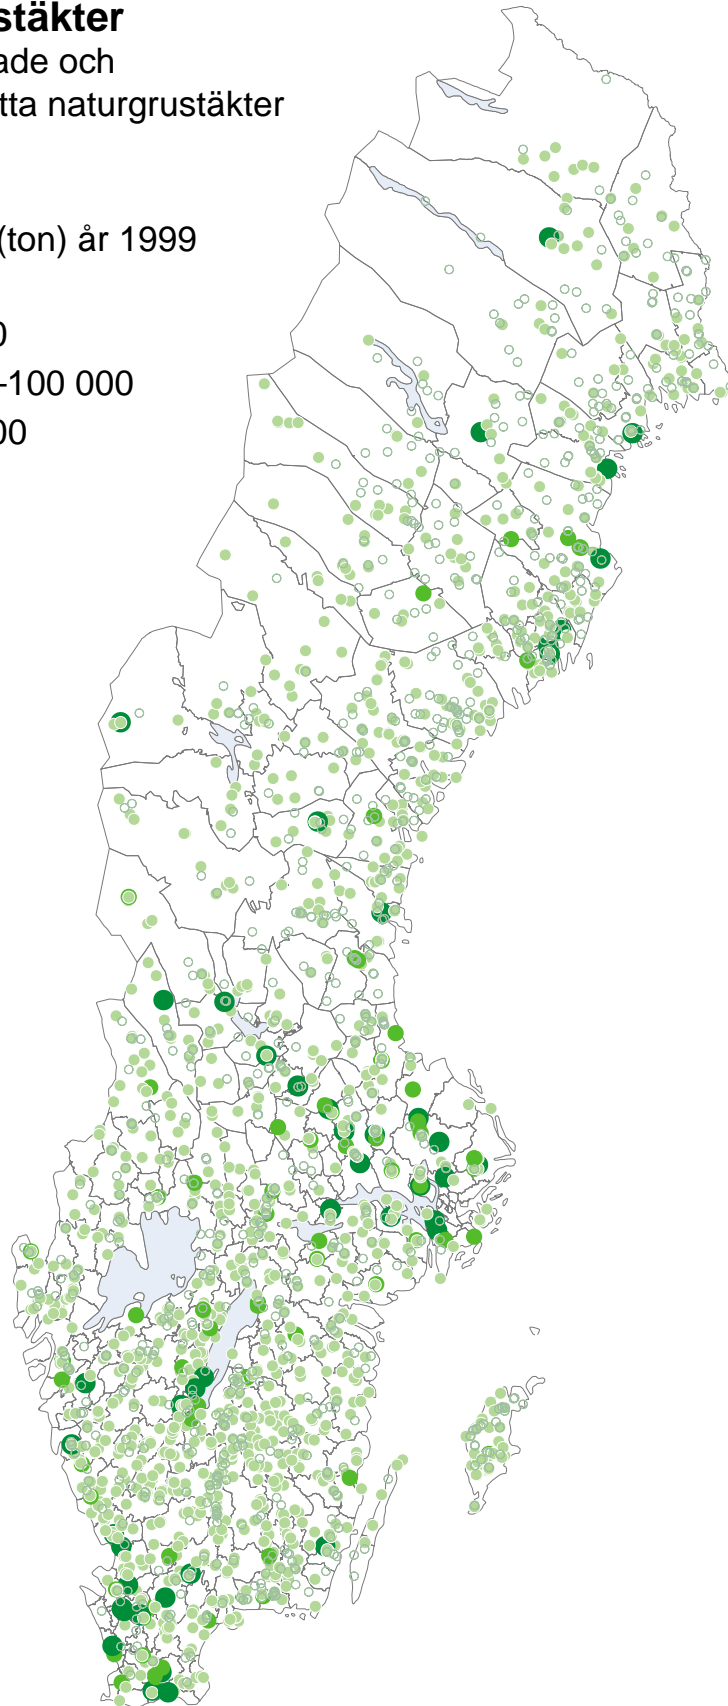 stäkter
ade och
tta naturgrustäkter
(ton) år 1999
0
-100 000
00